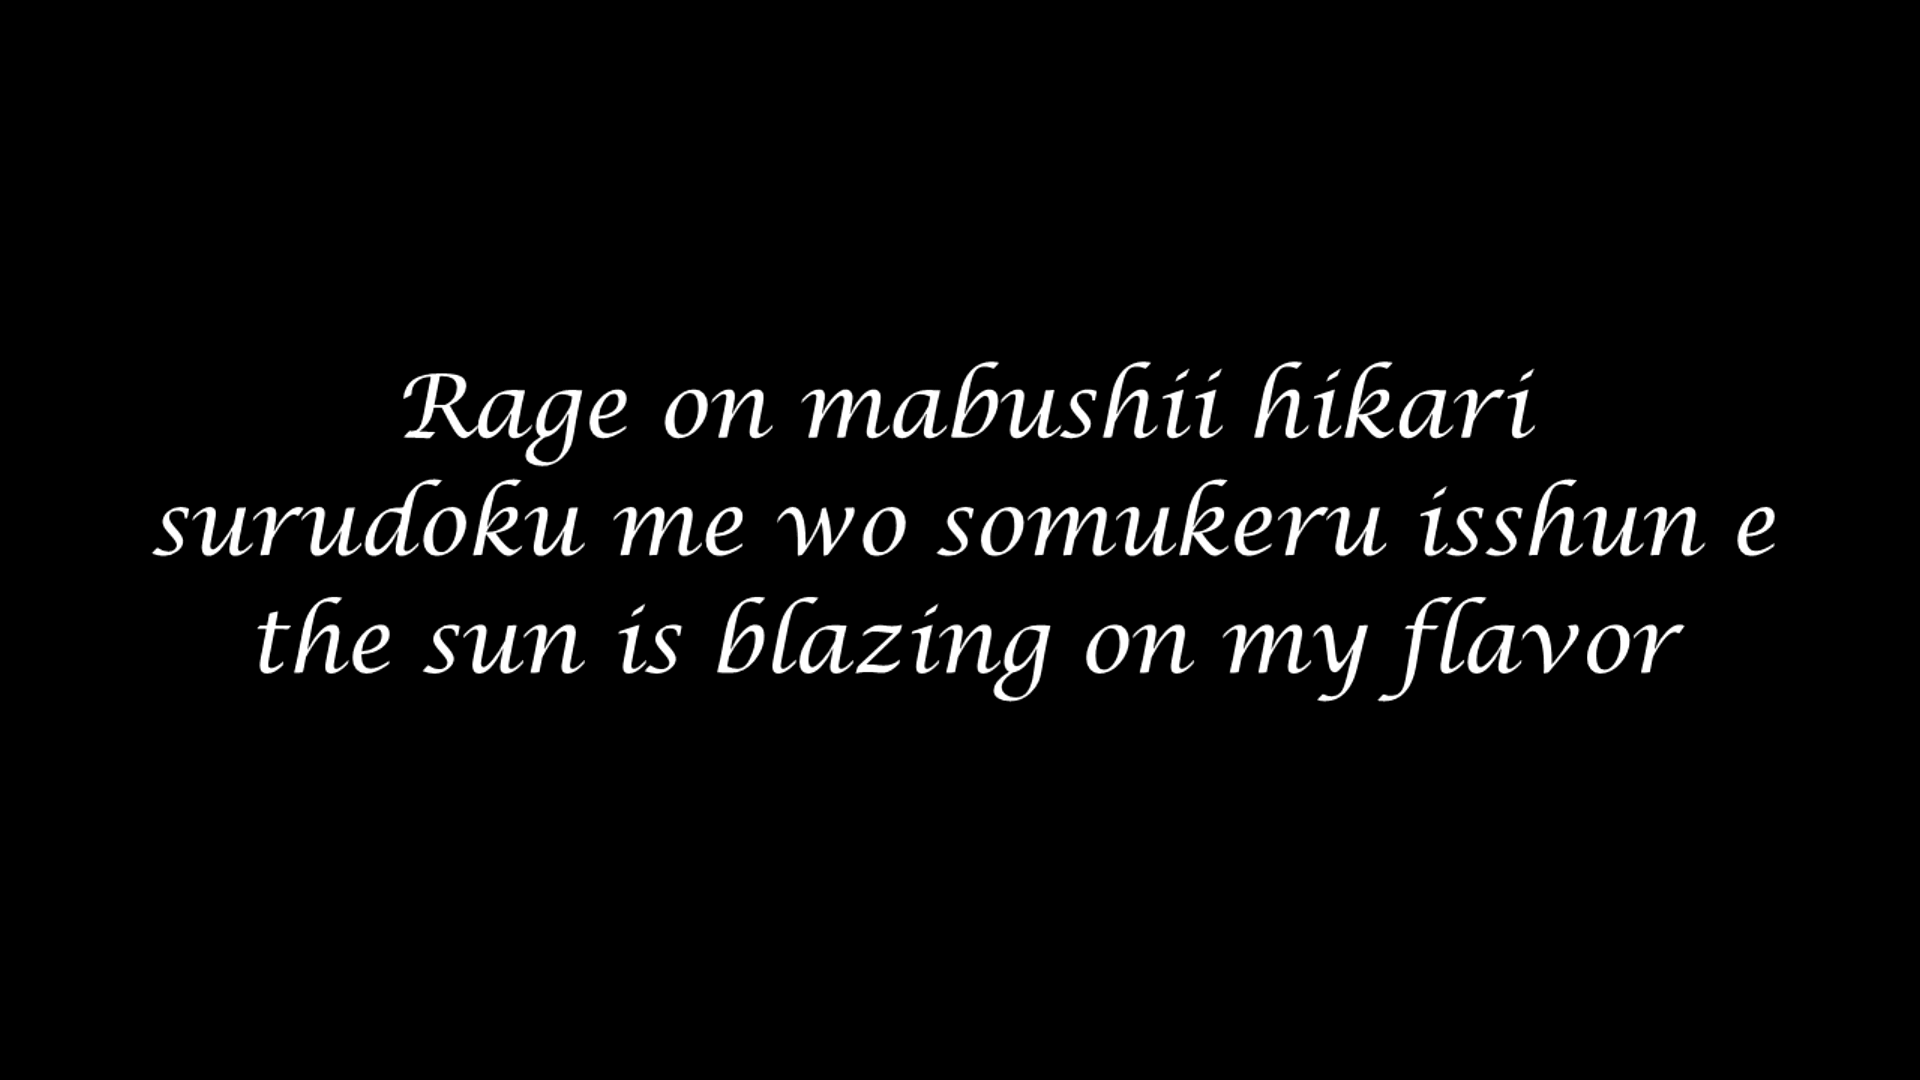 Rage on mabushii hikari
surudoku me wo somukeru isshun e
the sun is blazing on my flavor